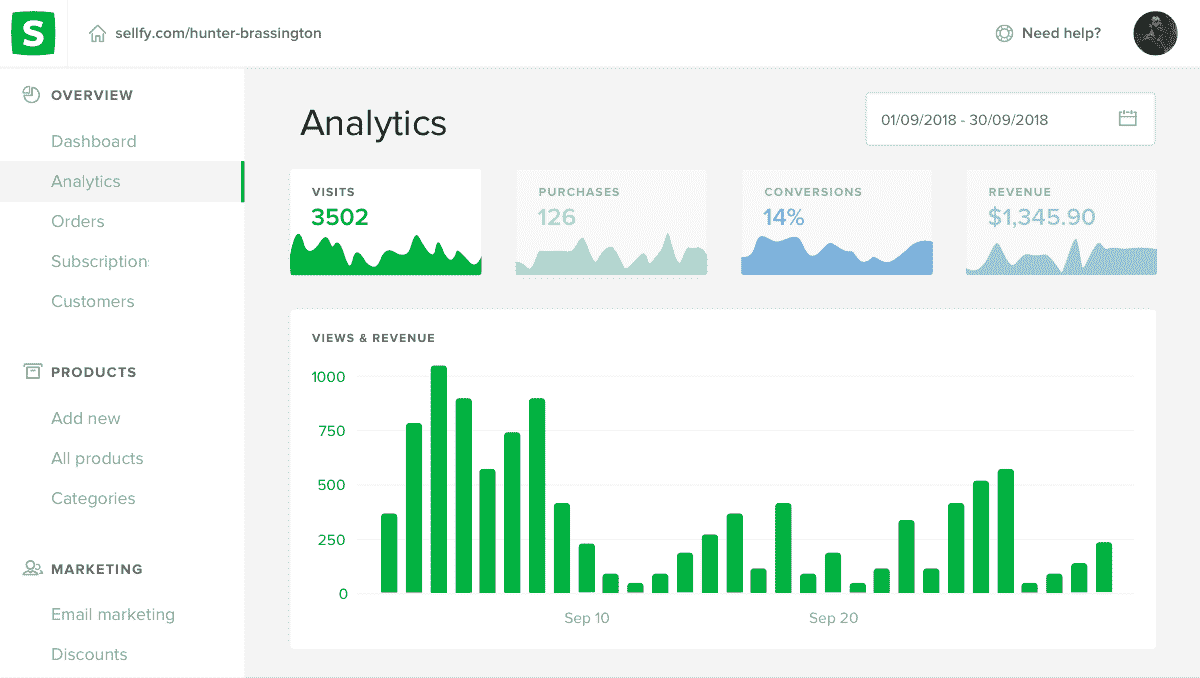 S
sellfy.com/hunter-brassington
Need help?
OVERVIEW
Dashboard
Analytics
Orders
Subscription
Customers
PRODUCTS
Add new
All products
Categories
MARKETING
Email marketing
Discounts
Analytics
01/09/2018 - 30/09/2018
VISITS
3502
PURCHASES
126
CONVERSIONS
14%
REVENUE
$1,345.90
VIEWS & REVENUE
1000
750
500
250
0
Sep 10
Sep 20